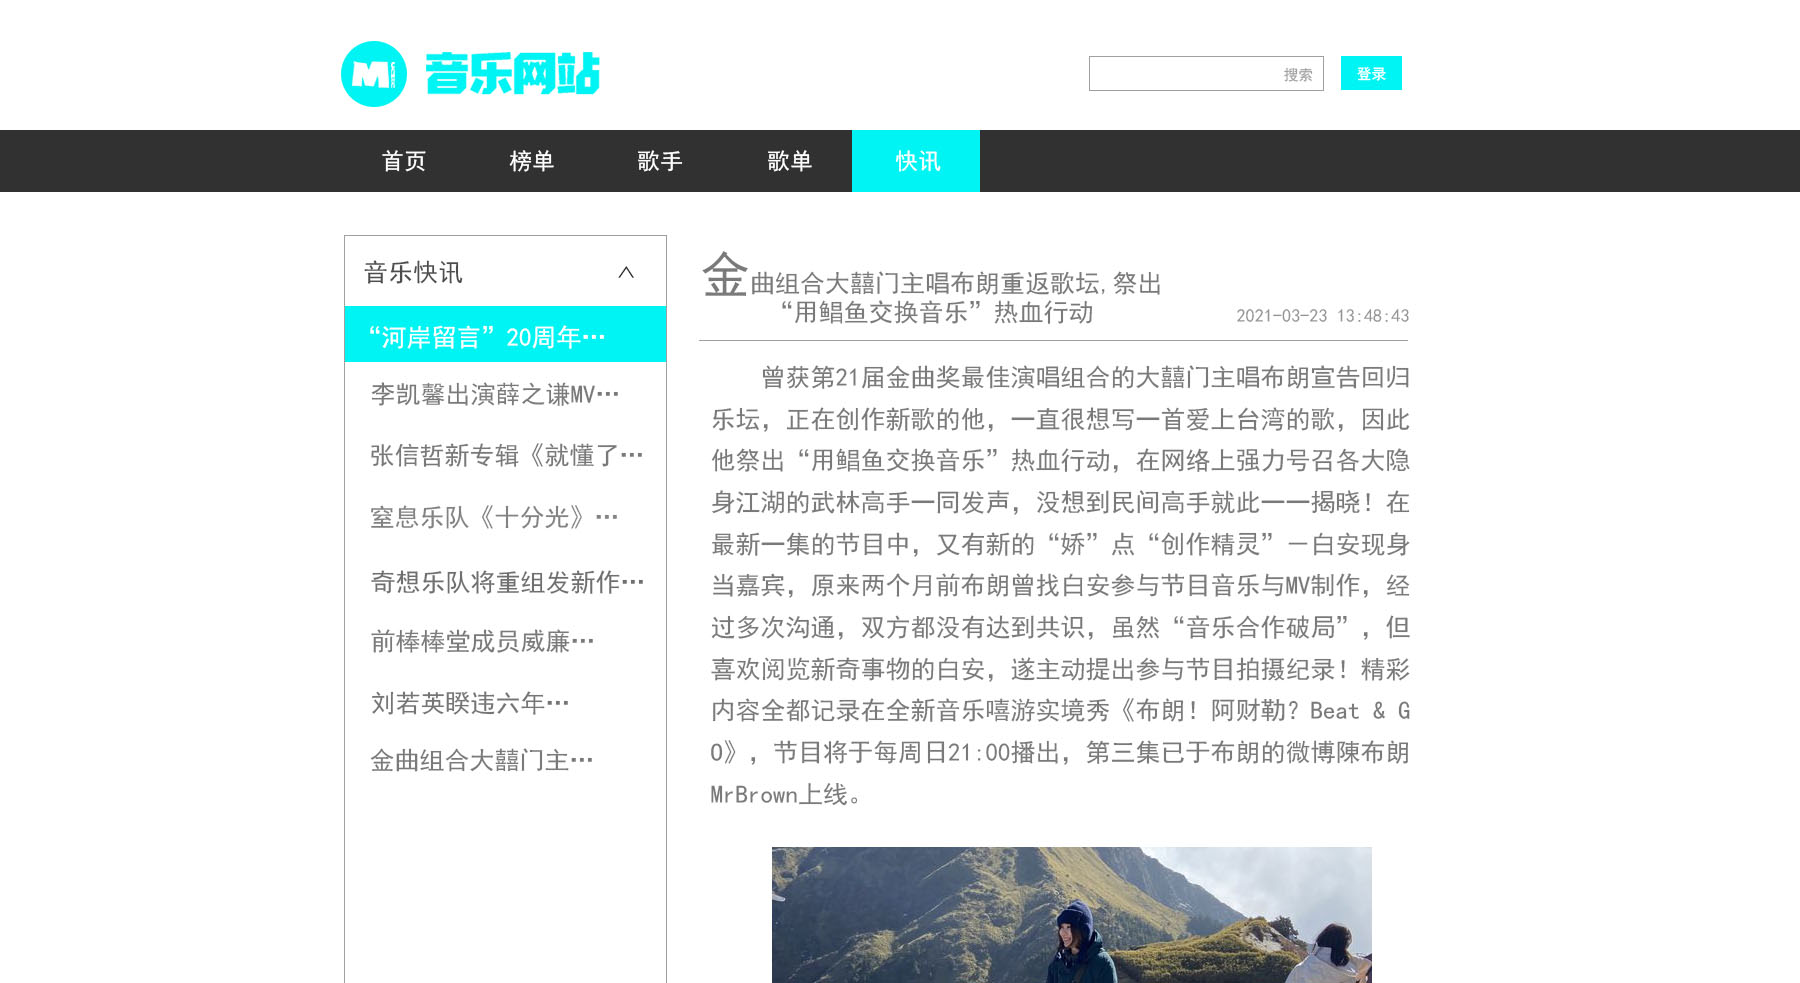 音乐网站
搜索
登录
首页
榜单
歌手
歌单
快讯
音乐快讯
“河岸留言”20周年…
李凯馨出演薛之谦MV…
张信哲新专辑《就懂了…
窒息乐队《十分光》…
奇想乐队将重组发新作…
前棒棒堂成员威廉…
刘若英睽违六年…
金曲组合大囍门主…
金曲组合大囍门主唱布朗重返歌坛,祭出
“用鲳鱼交换音乐”热血行动
2021-03-23 13:48:43
曾获第21届金曲奖最佳演唱组合的大囍门主唱布朗宣告回归
乐坛，正在创作新歌的他，一直很想写一首爱上台湾的歌，因此
他祭出“用鲳鱼交换音乐”热血行动，在网络上强力号召各大隐
身江湖的武林高手一同发声，没想到民间高手就此一一揭晓！在
最新一集的节目中，又有新的“娇”点“创作精灵”－白安现身
当嘉宾，原来两个月前布朗曾找白安参与节目音乐与MV制作，经
过多次沟通，双方都没有达到共识，虽然“音乐合作破局”，但
喜欢阅览新奇事物的白安，遂主动提出参与节目拍摄纪录！精彩
内容全都记录在全新音乐嘻游实境秀《布朗！阿财勒？Beat & G
O》，节目将于每周日21:00播出，第三集已于布朗的微博陳布朗
MrBrown上线。